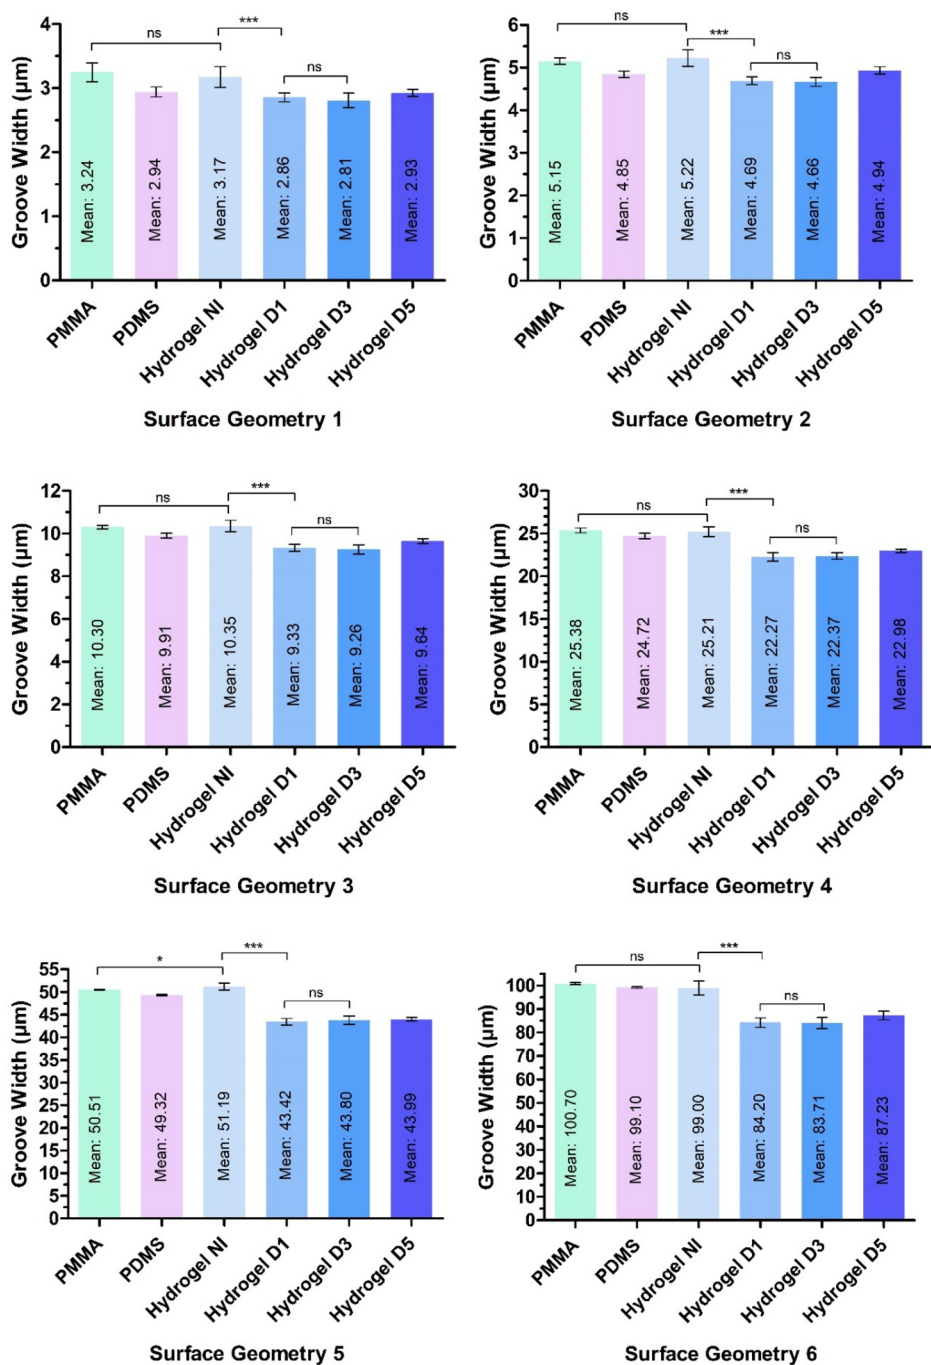 ns
***
ns
Groove Width (μm)
4
3
2
1
0
Mean: 3.24
Mean: 2.94
Mean: 3.17
Mean: 2.86
Mean: 2.81
Mean: 2.93
PMMA
PDMS
Hydrogel NI
Hydrogel D1
Hydrogel D3
Hydrogel D5
Surface Geometry 1
ns
***
ns
Groove Width (μm)
6
5
4
3
2
1
0
Mean: 5.15
Mean: 4.85
Mean: 5.22
Mean: 4.69
Mean: 4.66
Mean: 4.94
PMMA
PDMS
Hydrogel NI
Hydrogel D1
Hydrogel D3
Hydrogel D5
Surface Geometry 2
ns
***
ns
Groove Width (μm)
12
10
8
6
4
2
0
Mean: 10.30
Mean: 9.91
Mean: 10.35
Mean: 9.33
Mean: 9.26
Mean: 9.64
PMMA
PDMS
Hydrogel NI
Hydrogel D1
Hydrogel D3
Hydrogel D5
Surface Geometry 3
ns
***
ns
Groove Width (μm)
30
25
20
15
10
5
0
Mean: 25.38
Mean: 24.72
Mean: 25.21
Mean: 22.27
Mean: 22.37
Mean: 22.98
PMMA
PDMS
Hydrogel NI
Hydrogel D1
Hydrogel D3
Hydrogel D5
Surface Geometry 4
*
***
ns
Groove Width (μm)
55
50
45
40
35
30
25
20
15
10
5
0
Mean: 50.51
Mean: 49.32
Mean: 51.19
Mean: 43.42
Mean: 43.80
Mean: 43.99
PMMA
PDMS
Hydrogel NI
Hydrogel D1
Hydrogel D3
Hydrogel D5
Surface Geometry 5
ns
***
ns
Groove Width (μm)
100
90
80
70
60
50
40
30
20
10
0
Mean: 100.70
Mean: 99.10
Mean: 99.00
Mean: 84.20
Mean: 83.71
Mean: 87.23
PMMA
PDMS
Hydrogel NI
Hydrogel D1
Hydrogel D3
Hydrogel D5
Surface Geometry 6